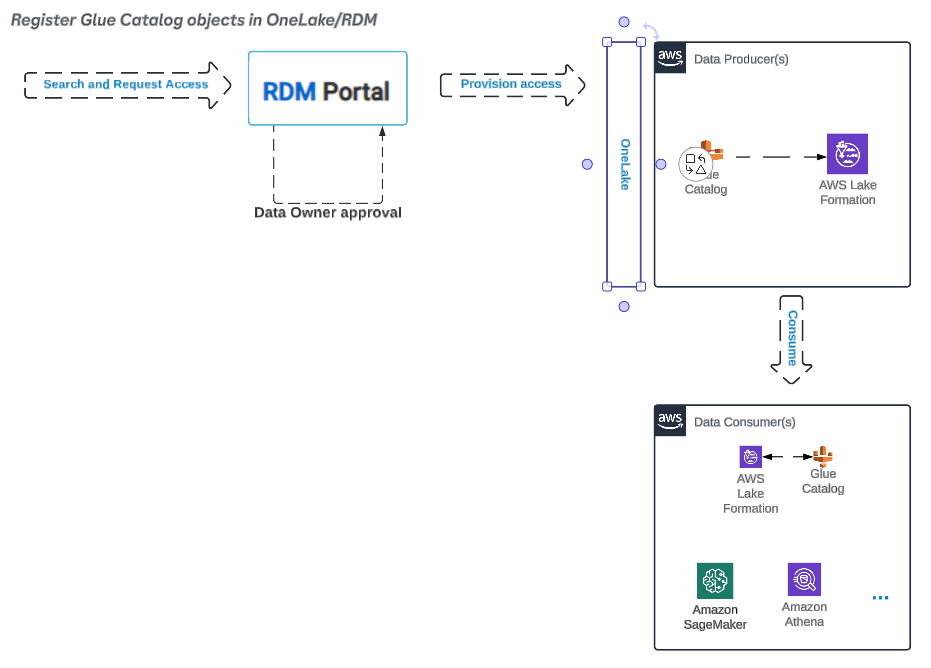 Register Glue Catalog objects in OneLake/RDM
Search and Request Access
RDM Portal
Provision access
Data Owner approval
OneLake
aws
Data Producer(s)
Catalog
AWS Lake
Formation
Consume
aws
Data Consumer(s)
AWS
Lake
Formation
Glue
Catalog
Amazon
SageMaker
Amazon
Athena
...